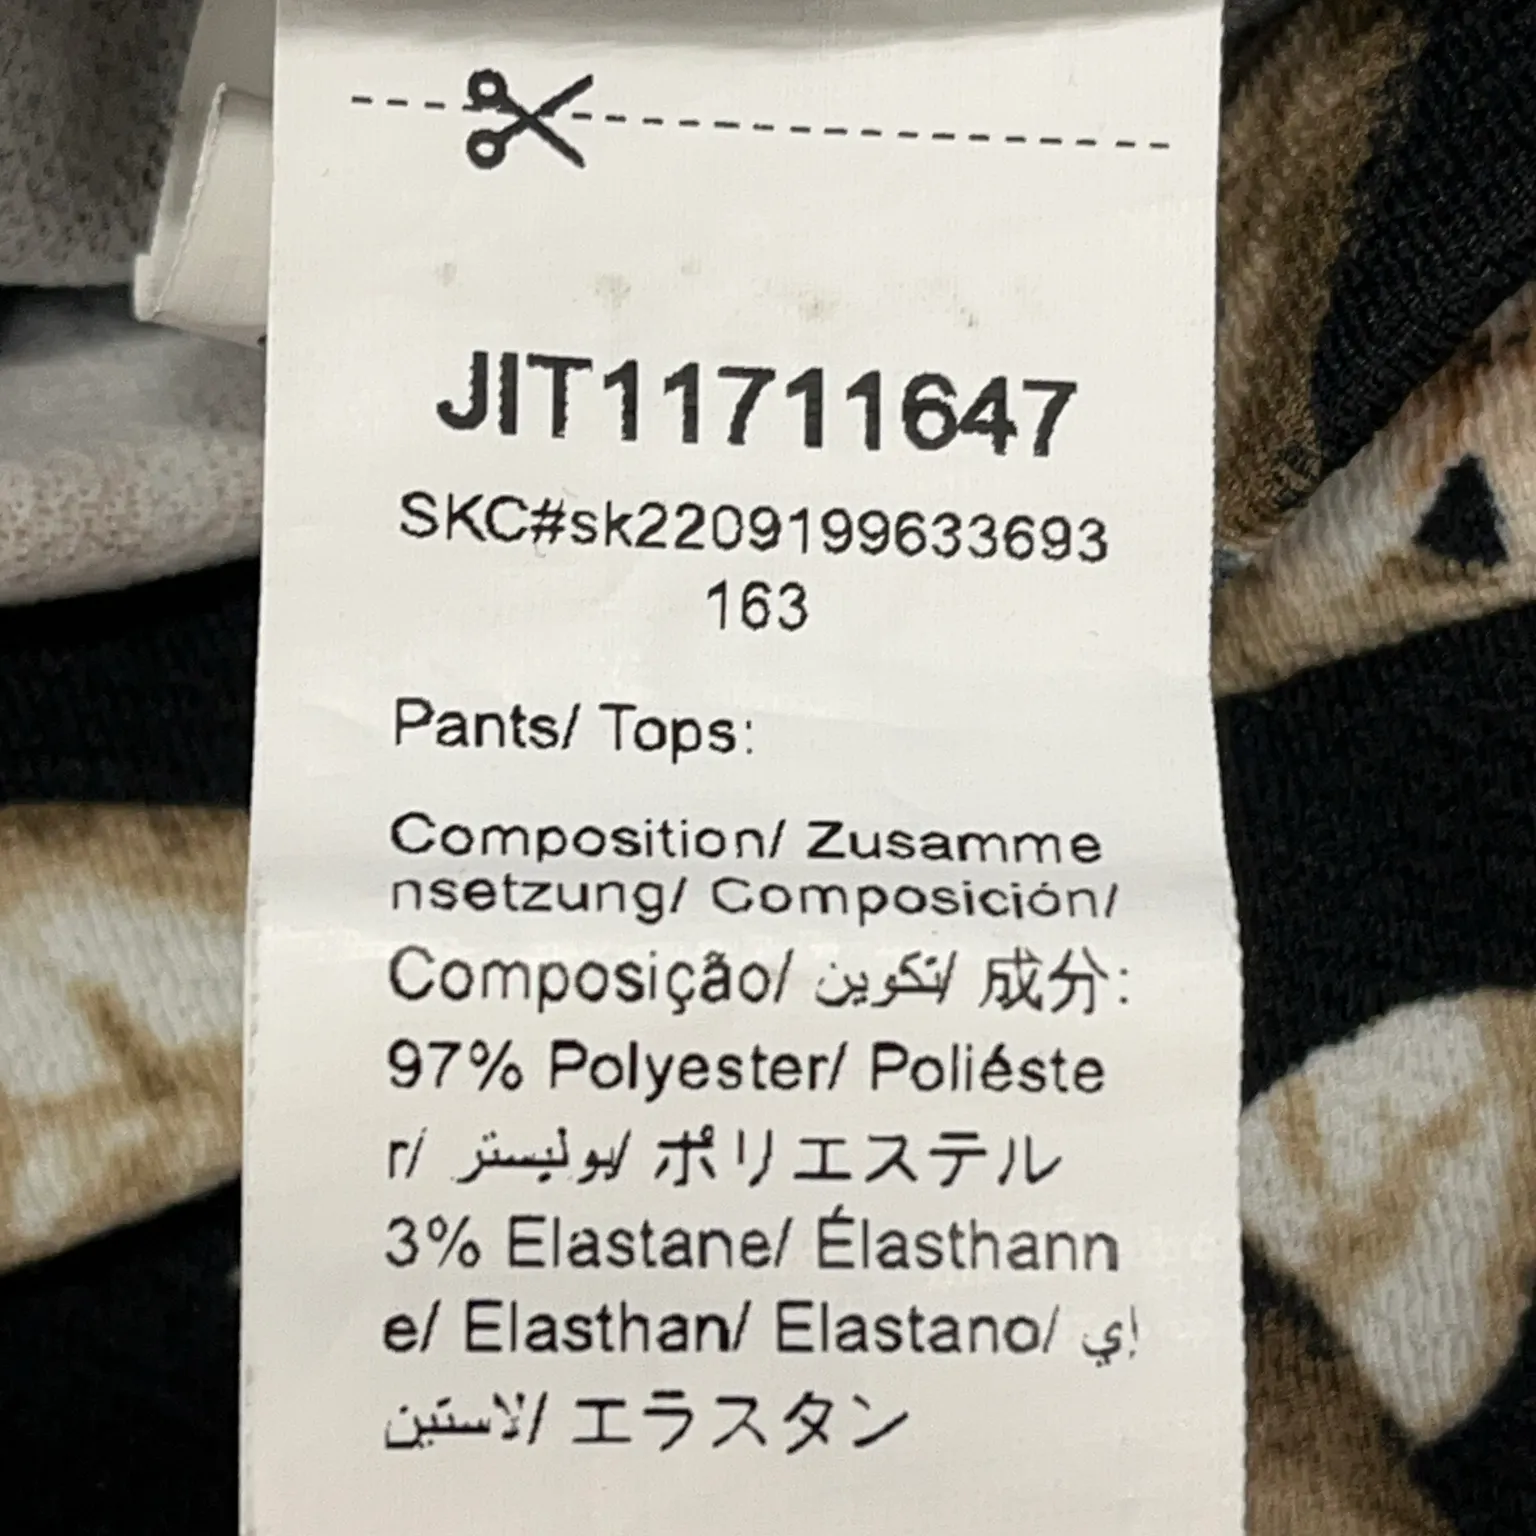 JIT11711647
SKC#sk2209199633693
163
Pants/ Tops:
Composition/ Zusamme
nsetzung/ Composición/
Composição/ تكوين/ 成分:
97% Polyester/ Poliéste
r/ بوليستر/ ポリエステル
3% Elastane/ Élasthann
e/ Elasthan/ Elastano/ إي
لاستين/ エラスタン